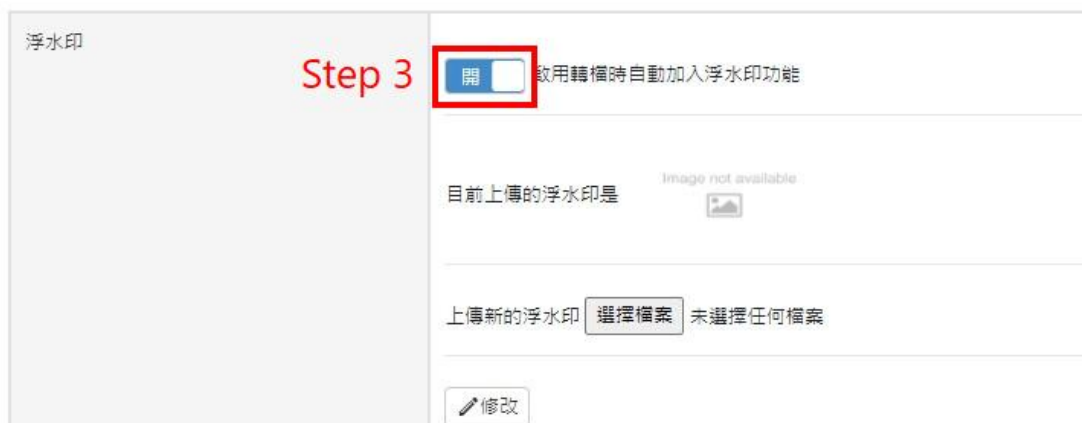 浮水印
Step 3 開 啟用轉檔時自動加入浮水印功能
目前上傳的浮水印是 Image not available
上傳新的浮水印 選擇檔案 未選擇任何檔案
修改